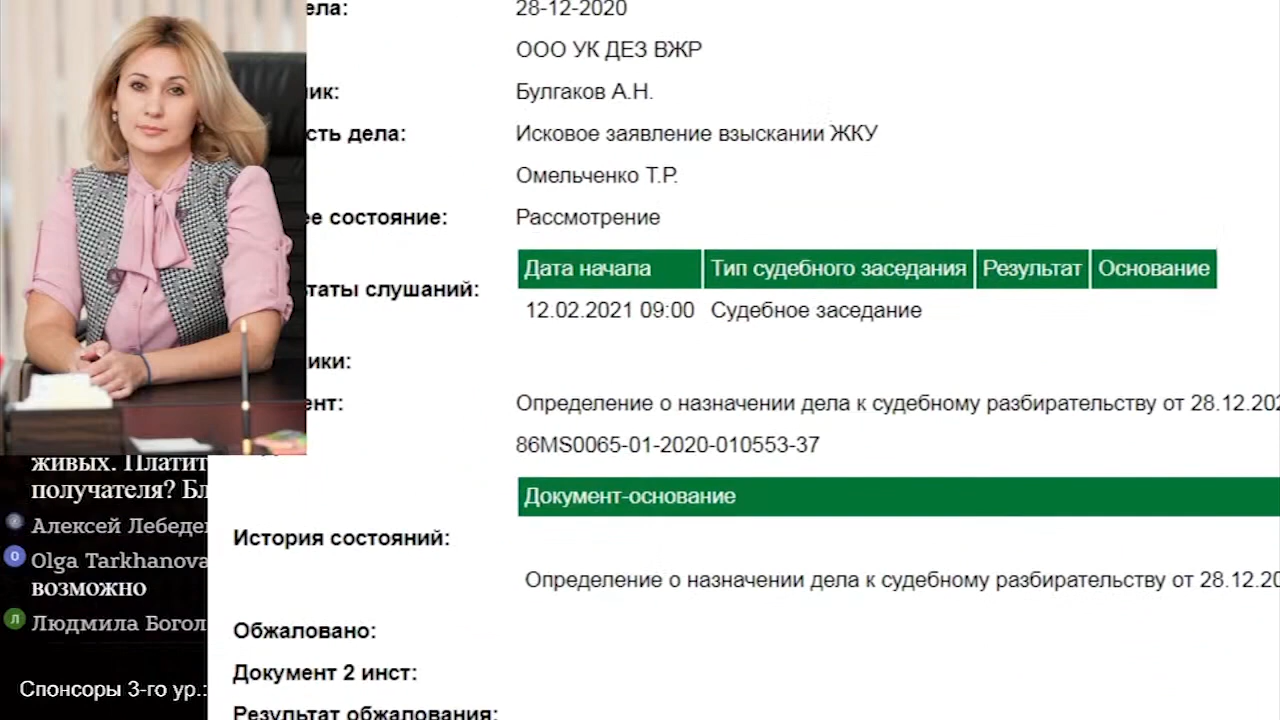 ела:
28-12-2020
ООО УК ДЕЗ ВЖР
ик:
Булгаков А.Н.
сть дела:
Исковое заявление взыскании ЖКУ
Омельченко Т.Р.
ее состояние:
Рассмотрение
Дата начала Тип судебного заседания Результат Основание
таты слушаний:
12.02.2021 09:00 Судебное заседание
ики:
ент:
Определение о назначении дела к судебному разбирательству от 28.12.202
86MS0065-01-2020-010553-37
Документ-основание
История состояний:
Определение о назначении дела к судебному разбирательству от 28.12.20
Обжаловано:
Документ 2 инст:
Результат обжалования:
живых. Платит
получателя? Бл
Алексей Лебеде
O Olga Tarkhanova
возможно
Л Людмила Богол
Спонсоры 3-го ур.: